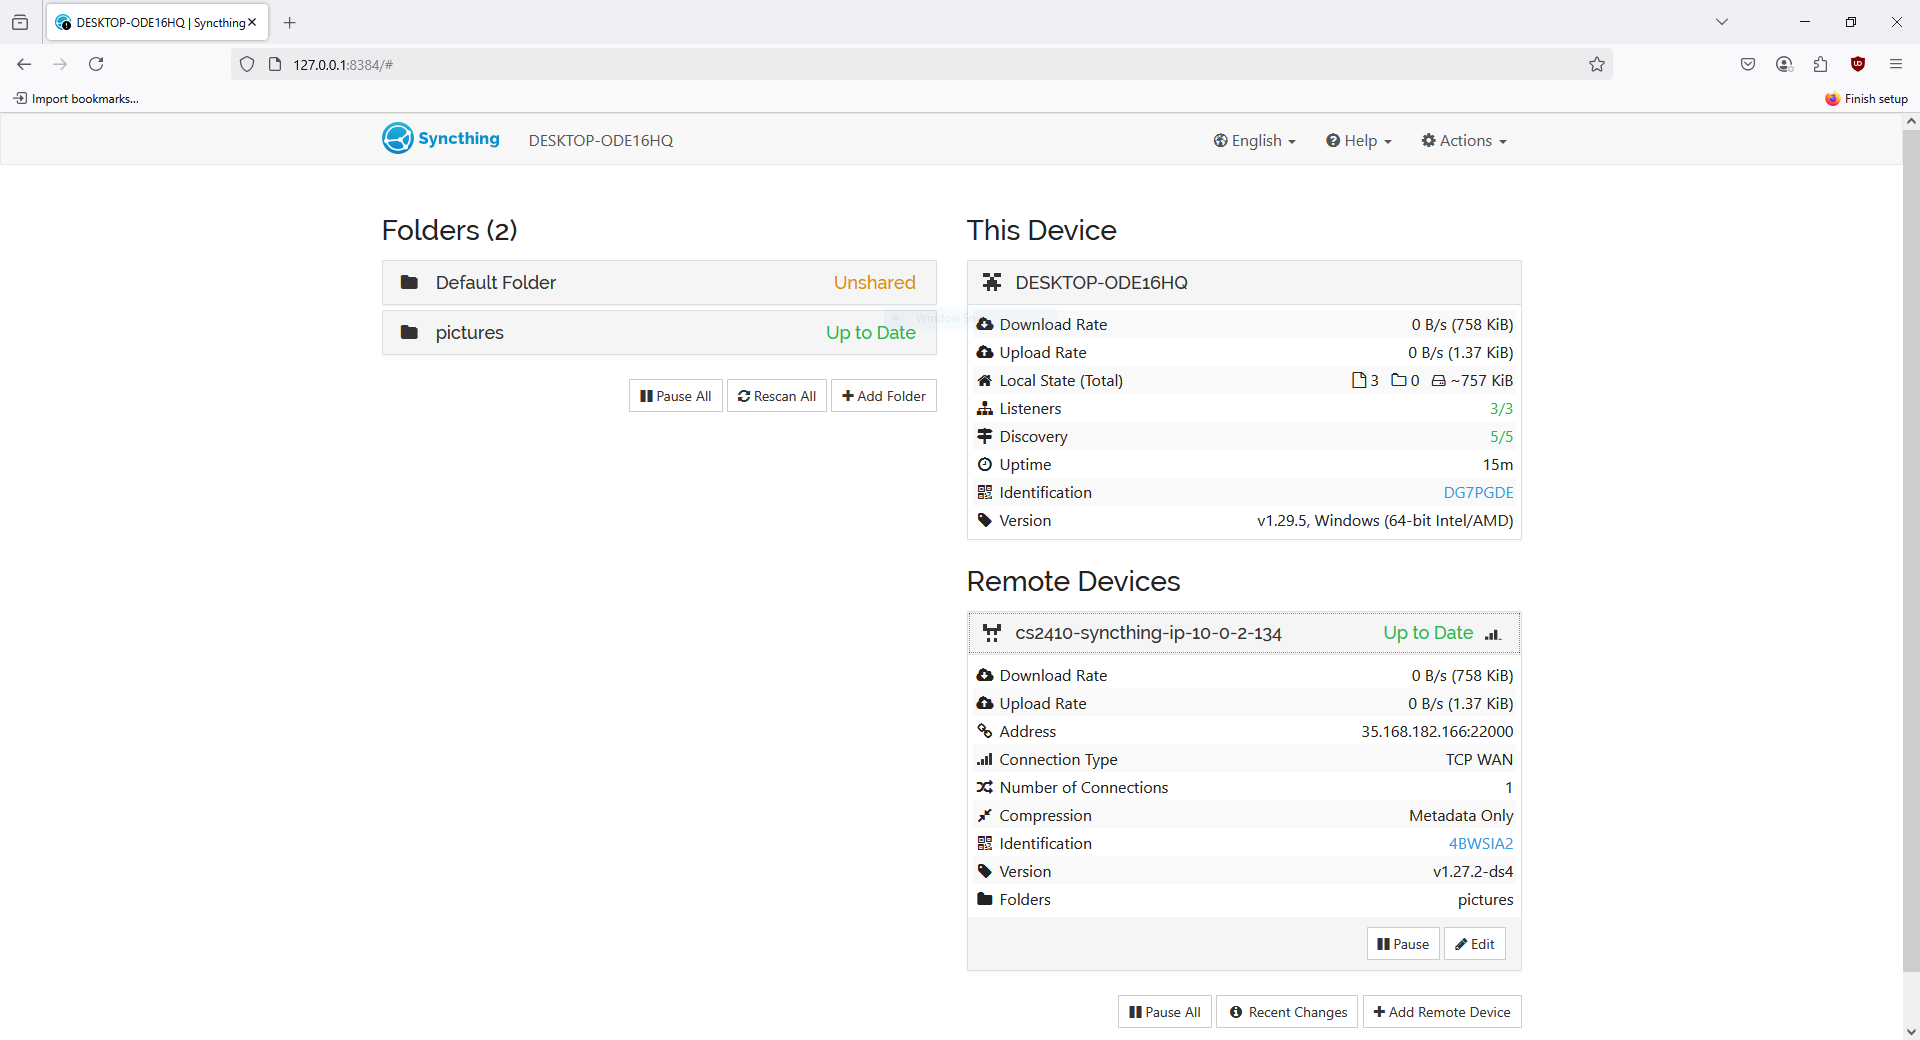 DESKTOP-ODE16HQ | Syncthing
127.0.0.1:8384/#
Import bookmarks...
Finish setup
Syncthing
DESKTOP-ODE16HQ
English
Help
Actions
Folders (2)
Default Folder Unshared
pictures Up to Date
Pause All
Rescan All
Add Folder
This Device
DESKTOP-ODE16HQ
Download Rate 0 B/s (758 KiB)
Upload Rate 0 B/s (1.37 KiB)
Local State (Total) 3 0 ~757 KiB
Listeners 3/3
Discovery 5/5
Uptime 15m
Identification DG7PGDE
Version v1.29.5, Windows (64-bit Intel/AMD)
Remote Devices
cs2410-syncthing-ip-10-0-2-134 Up to Date
Download Rate 0 B/s (758 KiB)
Upload Rate 0 B/s (1.37 KiB)
Address 35.168.182.166:22000
Connection Type TCP WAN
Number of Connections 1
Compression Metadata Only
Identification 4BWSIA2
Version v1.27.2-ds4
Folders pictures
Pause
Edit
Pause All
Recent Changes
Add Remote Device